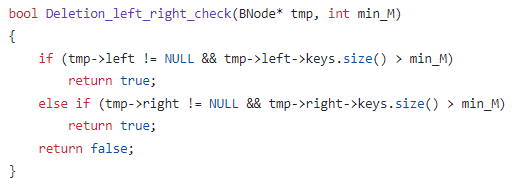 bool Deletion_left_right_check(BNode* tmp, int min_M)
{
    if (tmp->left != NULL && tmp->left->keys.size() > min_M)
        return true;
    else if (tmp->right != NULL && tmp->right->keys.size() > min_M)
        return true;
    return false;
}